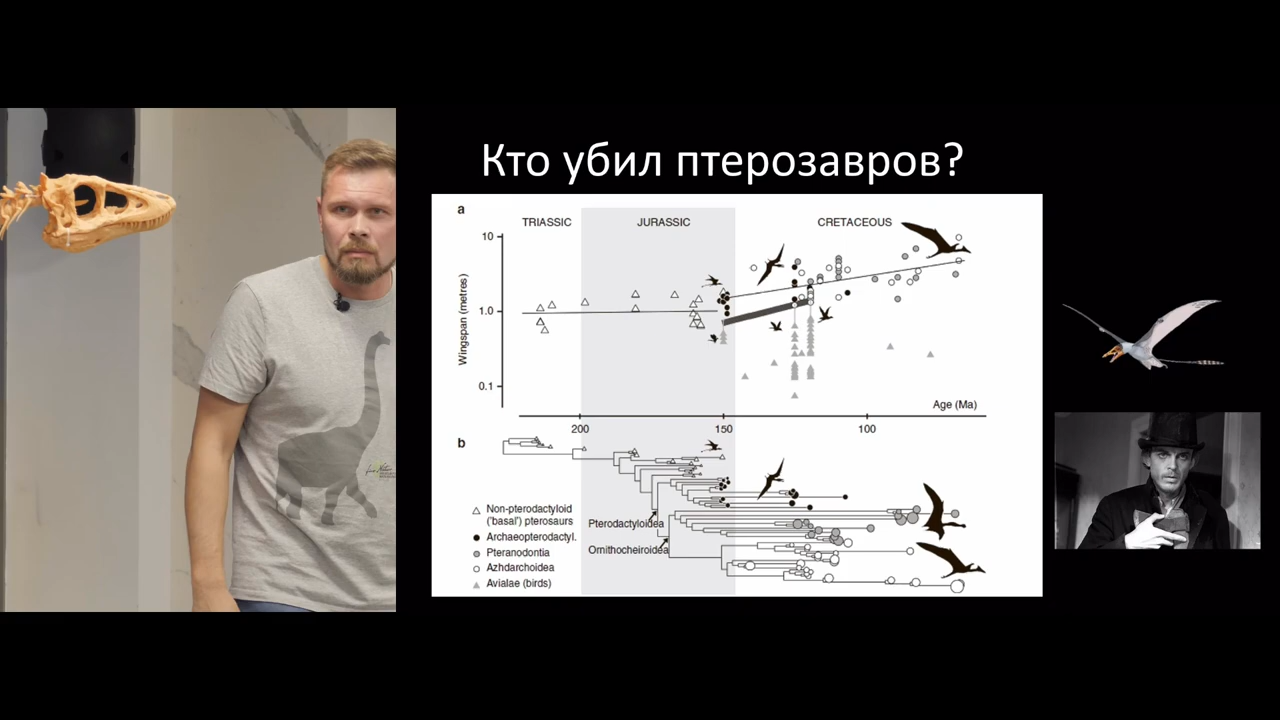 Кто убил птерозавров?
a
TRIASSIC
JURASSIC
CRETACEOUS
10
1.0
0.1
Wingspan (metres)
Age (Ma)
200
150
100
b
Pterodactyloidea
Ornithocheiroidea
Non-pterodactyloid
('basal') pterosaurs
Archaeopterodactyl.
Pteranodontia
Azhdarchoidea
Avialae (birds)